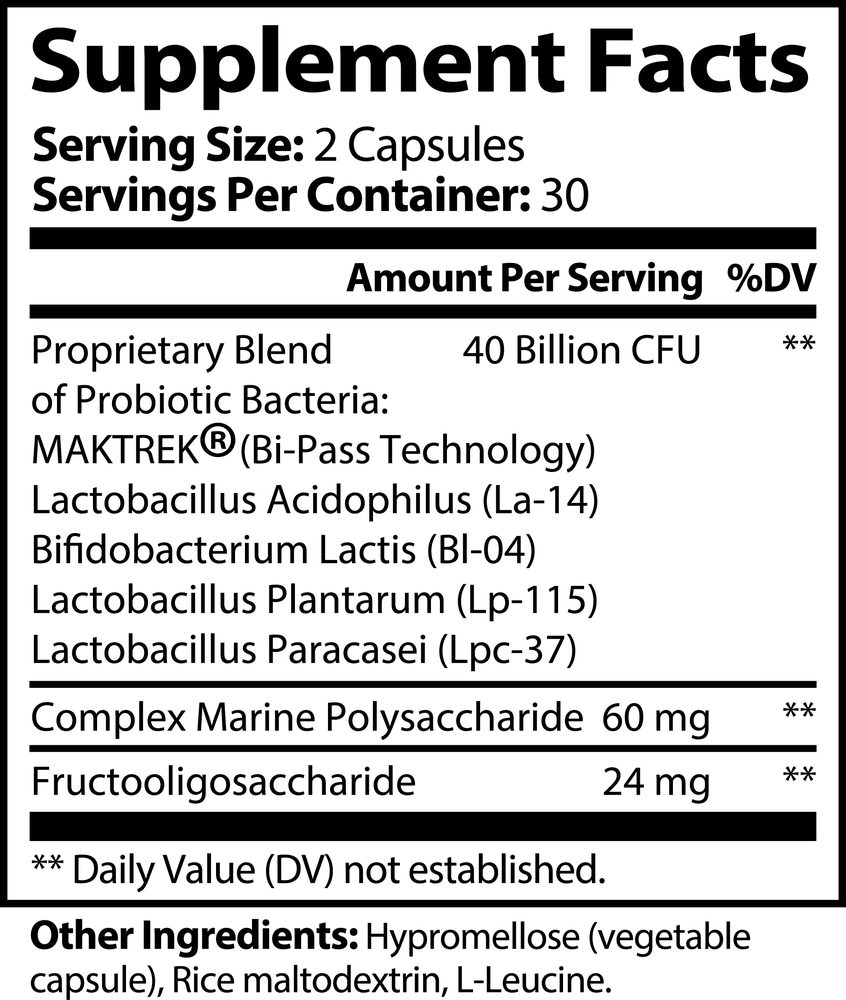 Supplement Facts
Serving Size: 2 Capsules
Servings Per Container: 30
Amount Per Serving %DV
Proprietary Blend 40 Billion CFU **
of Probiotic Bacteria:
MAKTREK®(Bi-Pass Technology)
Lactobacillus Acidophilus (La-14)
Bifidobacterium Lactis (Bl-04)
Lactobacillus Plantarum (Lp-115)
Lactobacillus Paracasei (Lpc-37)
Complex Marine Polysaccharide 60 mg **
Fructooligosaccharide 24 mg **
** Daily Value (DV) not established.
Other Ingredients: Hypromellose (vegetable
capsule), Rice maltodextrin, L-Leucine.